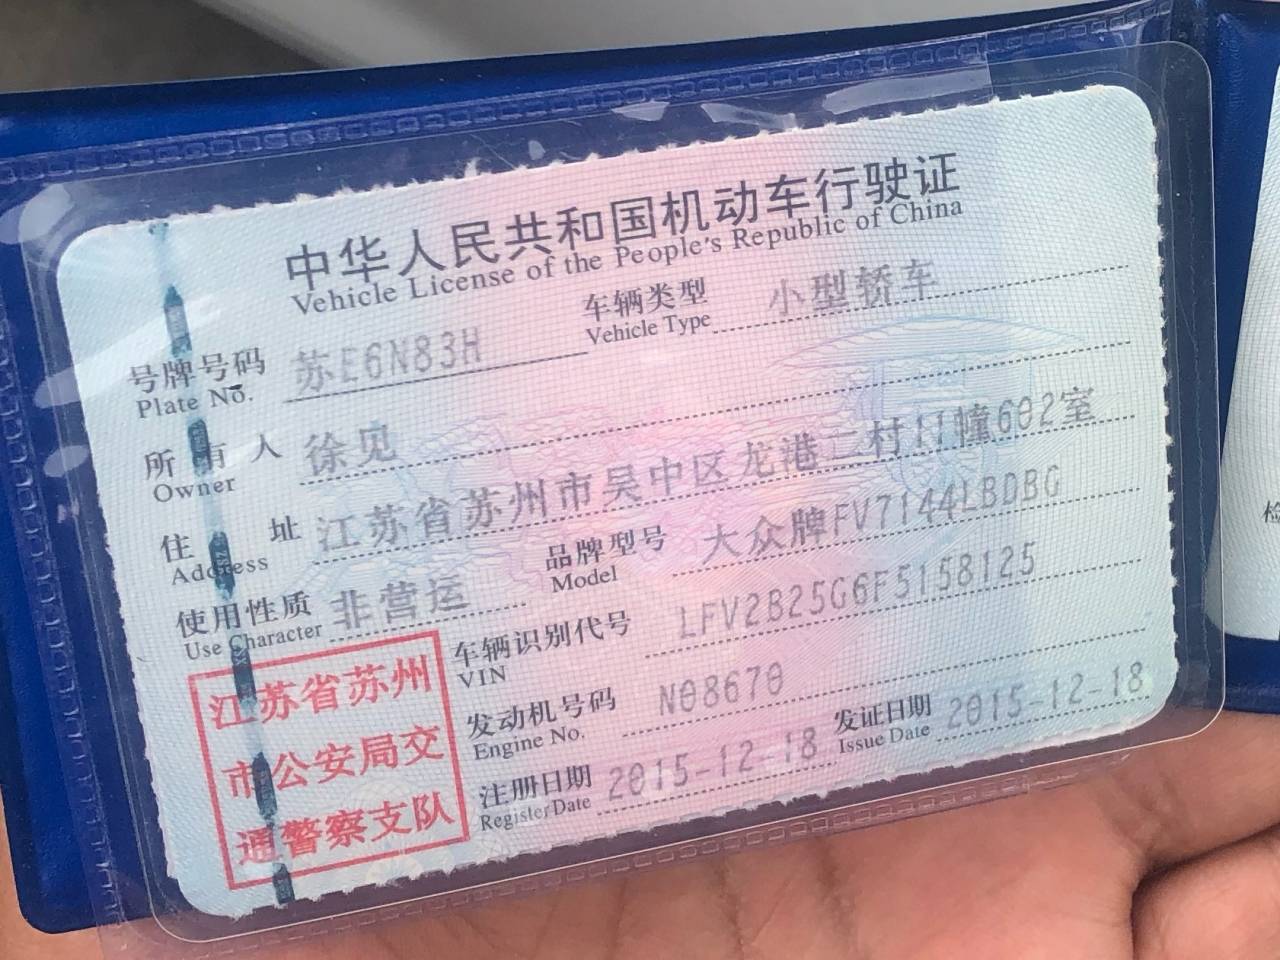 中华人民共和国机动车行驶证
Vehicle License of the People's Republic of China
号牌号码 苏E6N83H 车辆类型 小型轿车
Plate No. Vehicle Type
所有人 徐见
Owner
住址 江苏省苏州市吴中区龙港二村11幢602室
Address
使用性质 非营运 品牌型号 大众牌FV7144LBDBG
Use Character Model
车辆识别代号 LFV2B25G6F5158125
VIN
发动机号码 N08670
Engine No.
注册日期 2015-12-18 发证日期 2015-12-18
Register Date Issue Date
江苏省苏州
市公安局交
通警察支队
检